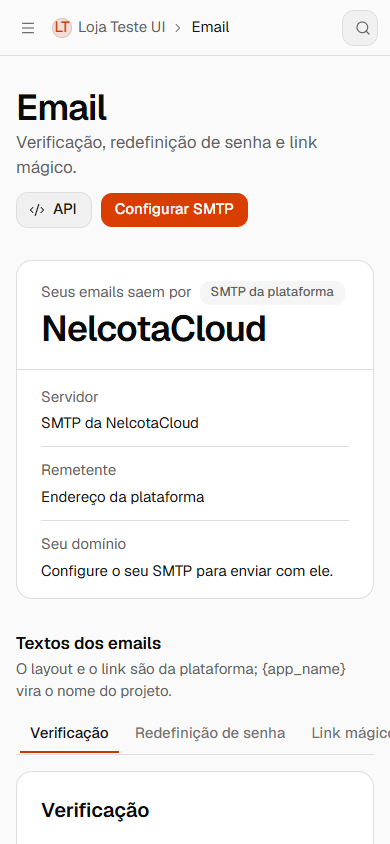 LT Loja Teste UI > Email
Email
Verificação, redefinição de senha e link
mágico.
</> API
Configurar SMTP
Seus emails saem por SMTP da plataforma
NelcotaCloud
Servidor
SMTP da NelcotaCloud
Remetente
Endereço da plataforma
Seu domínio
Configure o seu SMTP para enviar com ele.
Textos dos emails
O layout e o link são da plataforma; {app_name}
vira o nome do projeto.
Verificação Redefinição de senha Link mágico
Verificação